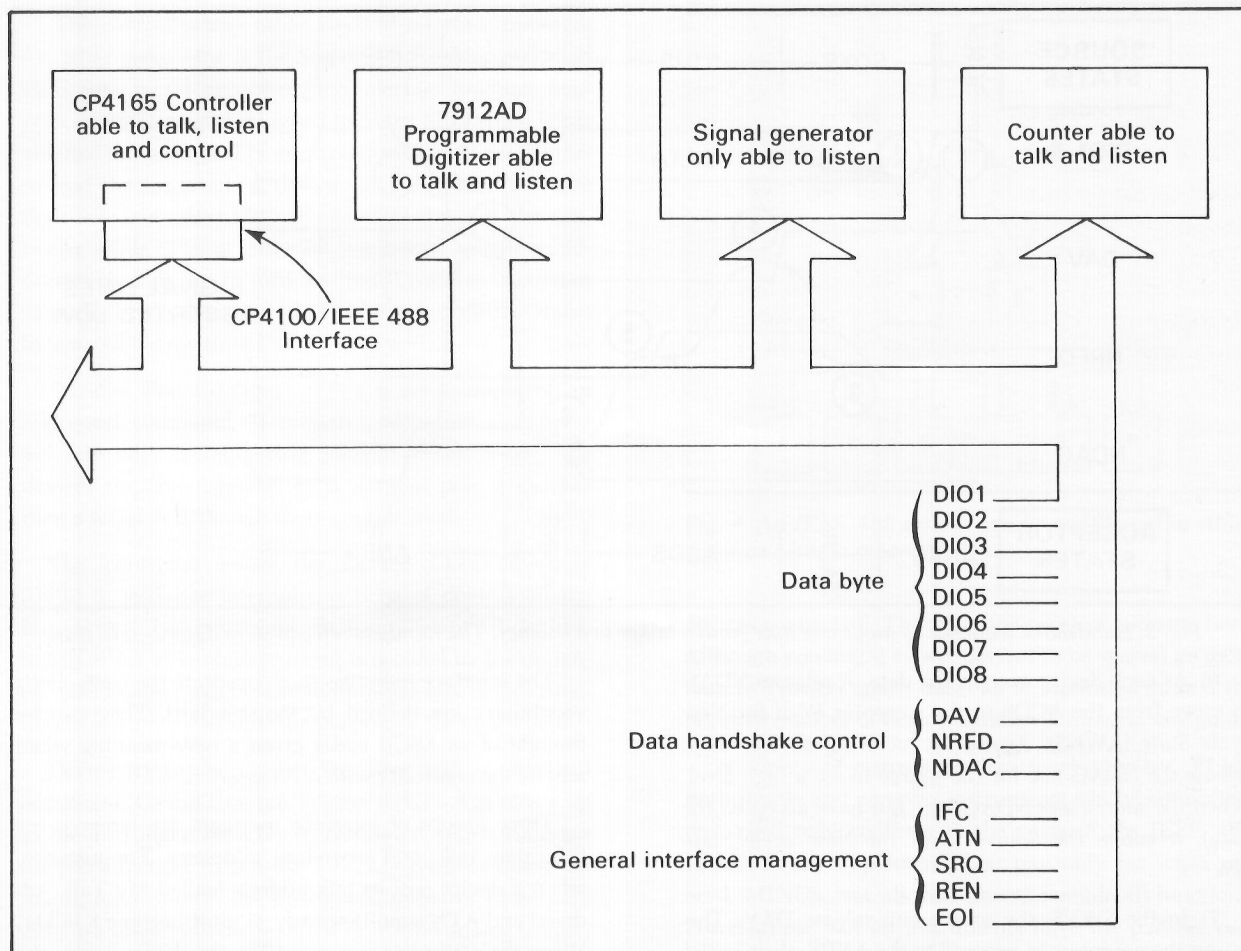 CP4165 Controller
able to talk, listen
and control
7912AD
Programmable
Digitizer able
to talk and listen
Signal generator
only able to listen
Counter able to
talk and listen
CP4100/IEEE 488
Interface
Data byte
DIO1
DIO2
DIO3
DIO4
DIO5
DIO6
DIO7
DIO8
Data handshake control
DAV
NRFD
NDAC
General interface management
IFC
ATN
SRQ
REN
EOI